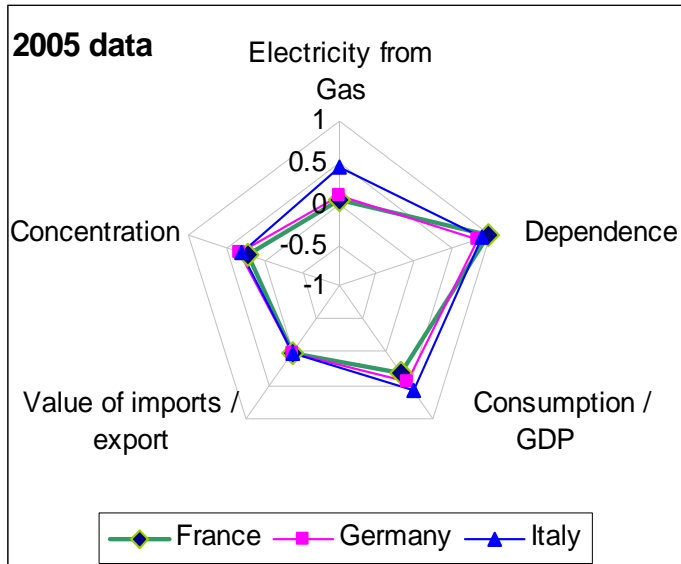 2005 data
Electricity from
Gas
1
0.5
0
-0.5
-1
Concentration
Dependence
Value of imports /
export
Consumption /
GDP
France
Germany
Italy